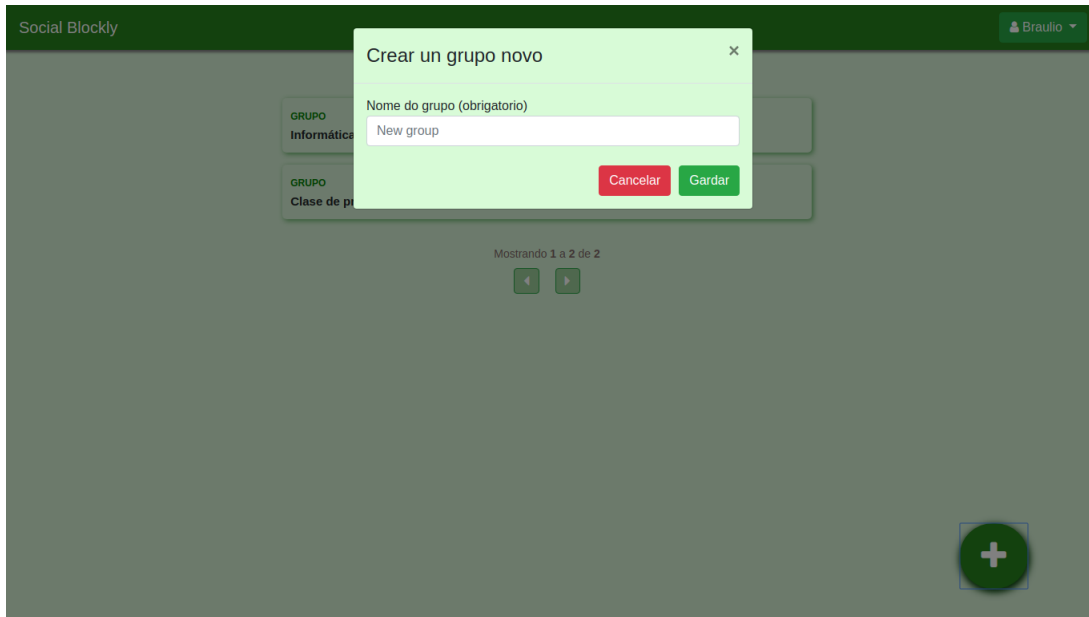 Social Blockly
Braulio
Crear un grupo novo
×
Nome do grupo (obrigatorio)
New group
Cancelar Gardar
GRUPO
Informática
GRUPO
Clase de
Mostrando 1 a 2 de 2